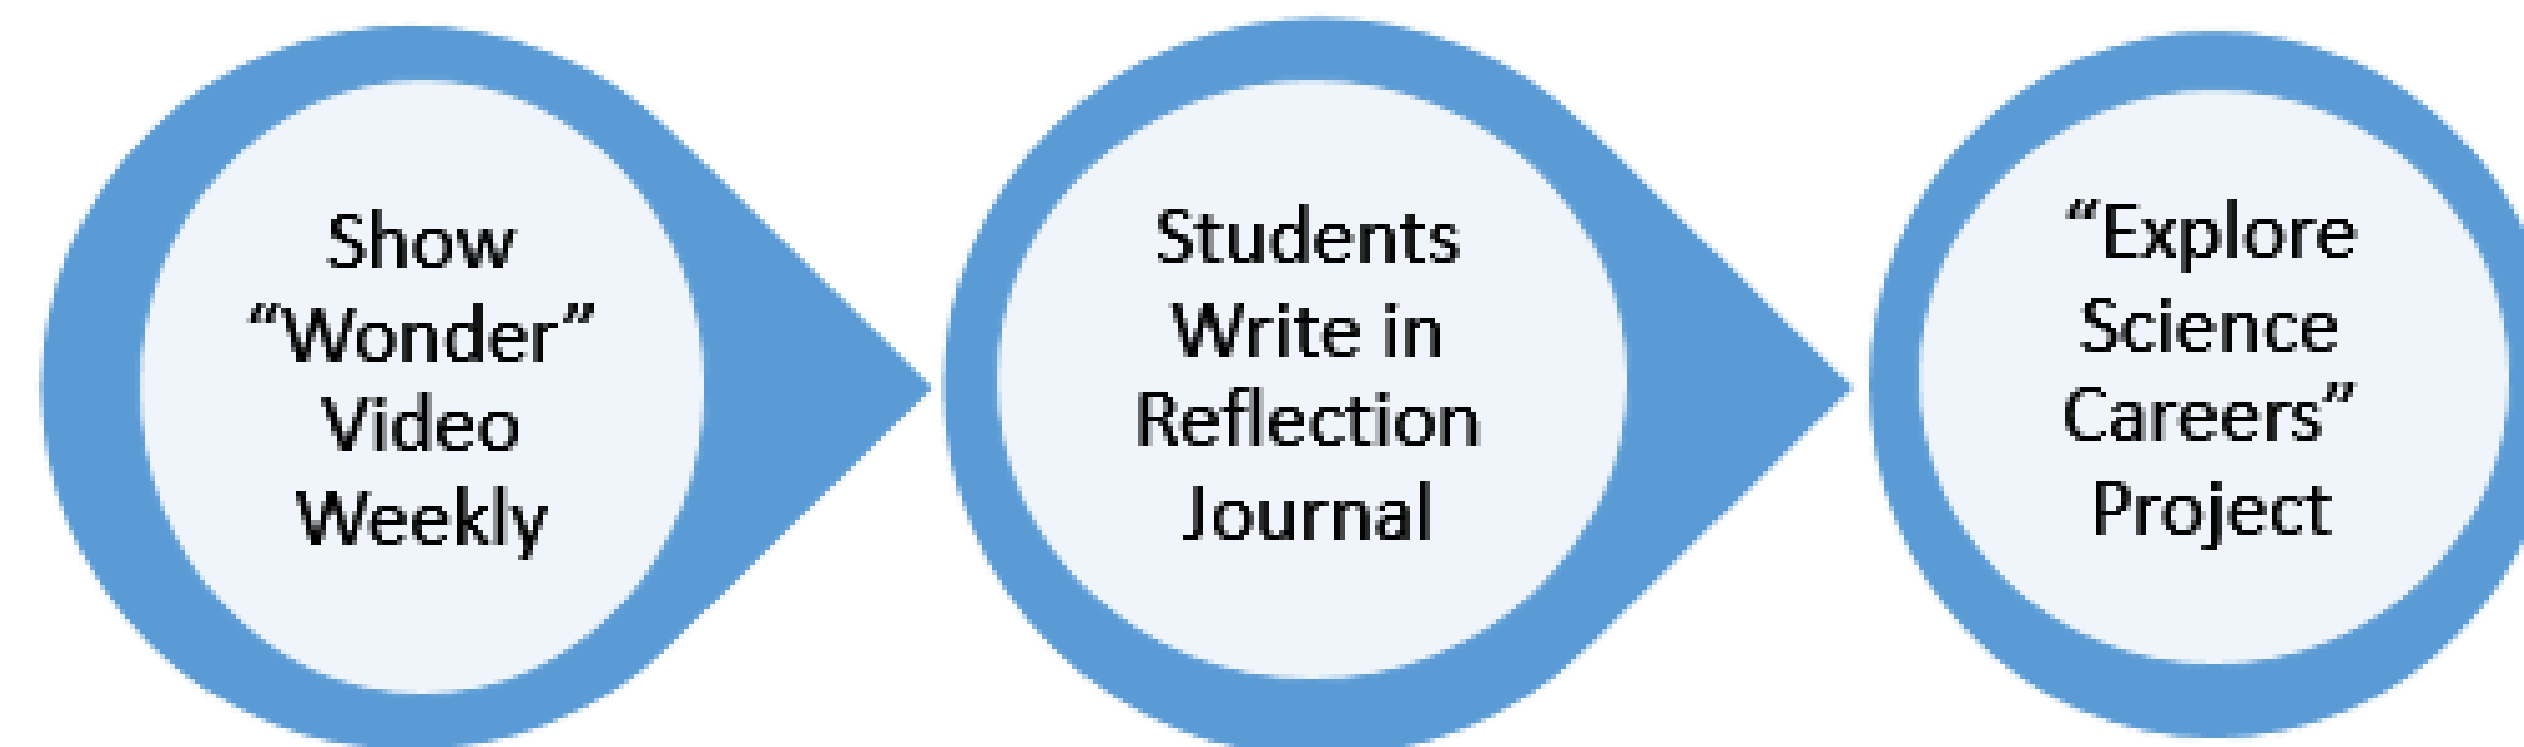 Show
“Wonder”
Video
Weekly
Students
Write in
Reflection
Journal
“Explore
Science
Careers”
Project